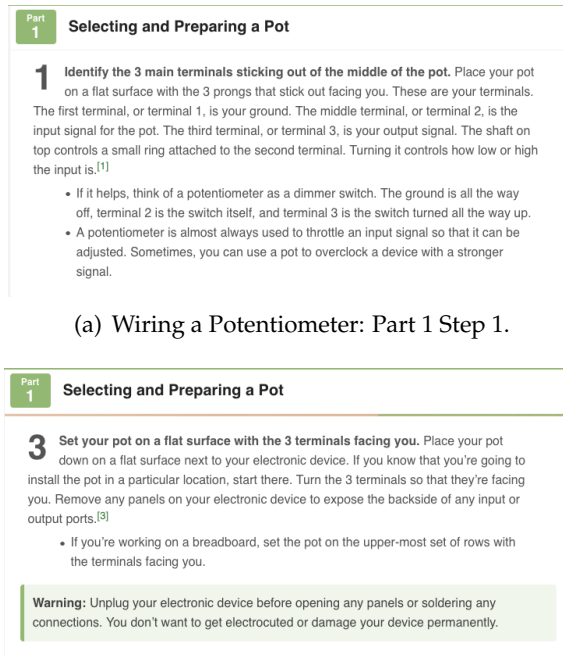 Part
1
Selecting and Preparing a Pot
1 Identify the 3 main terminals sticking out of the middle of the pot. Place your pot
on a flat surface with the 3 prongs that stick out facing you. These are your terminals.
The first terminal, or terminal 1, is your ground. The middle terminal, or terminal 2, is the
input signal for the pot. The third terminal, or terminal 3, is your output signal. The shaft on
top controls a small ring attached to the second terminal. Turning it controls how low or high
the input is.[1]
• If it helps, think of a potentiometer as a dimmer switch. The ground is all the way
off, terminal 2 is the switch itself, and terminal 3 is the switch turned all the way up.
• A potentiometer is almost always used to throttle an input signal so that it can be
adjusted. Sometimes, you can use a pot to overclock a device with a stronger
signal.
(a) Wiring a Potentiometer: Part 1 Step 1.
Part
1
Selecting and Preparing a Pot
3 Set your pot on a flat surface with the 3 terminals facing you. Place your pot
down on a flat surface next to your electronic device. If you know that you're going to
install the pot in a particular location, start there. Turn the 3 terminals so that they're facing
you. Remove any panels on your electronic device to expose the backside of any input or
output ports.[3]
• If you're working on a breadboard, set the pot on the upper-most set of rows with
the terminals facing you.
Warning: Unplug your electronic device before opening any panels or soldering any
connections. You don't want to get electrocuted or damage your device permanently.